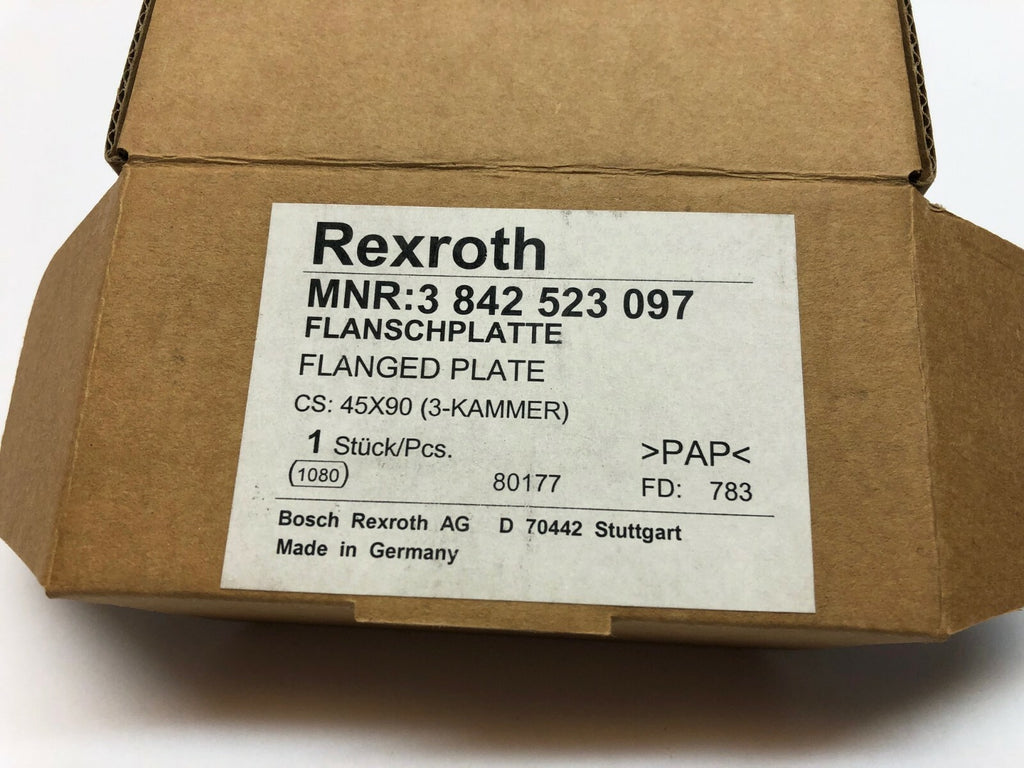 Rexroth
MNR:3 842 523 097
FLANSCHPLATTE
FLANGED PLATE
CS: 45X90 (3-KAMMER)
1 Stück/Pcs. >PAP<
1080 80177 FD: 783
Bosch Rexroth AG D 70442 Stuttgart
Made in Germany